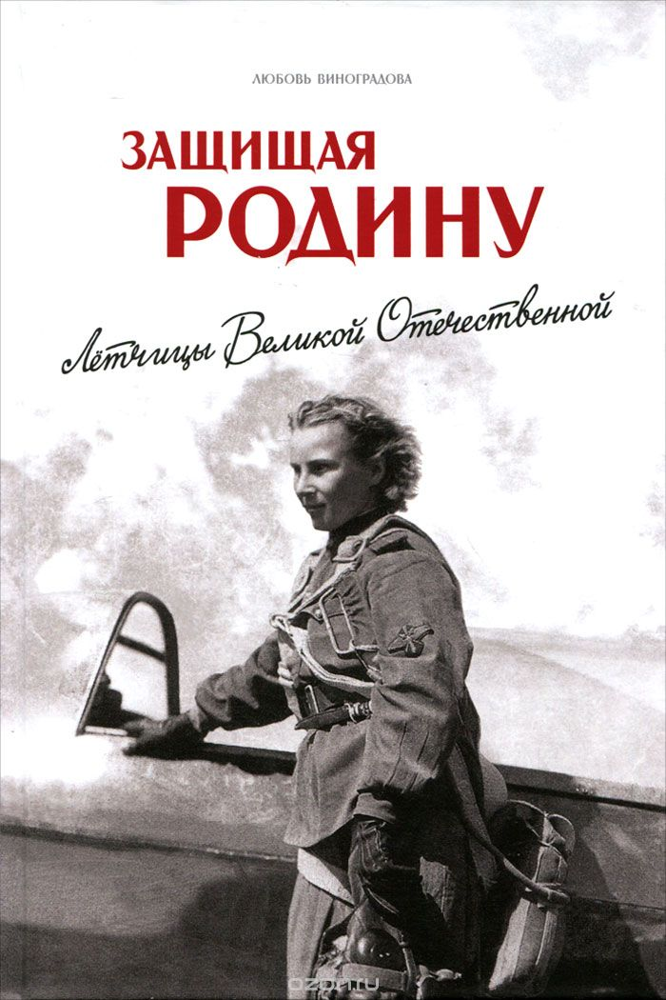 ЛЮБОВЬ ВИНОГРАДОВА
ЗАЩИЩАЯ
РОДИНУ
Лётчицы Великой Отечественной
ozon.ru